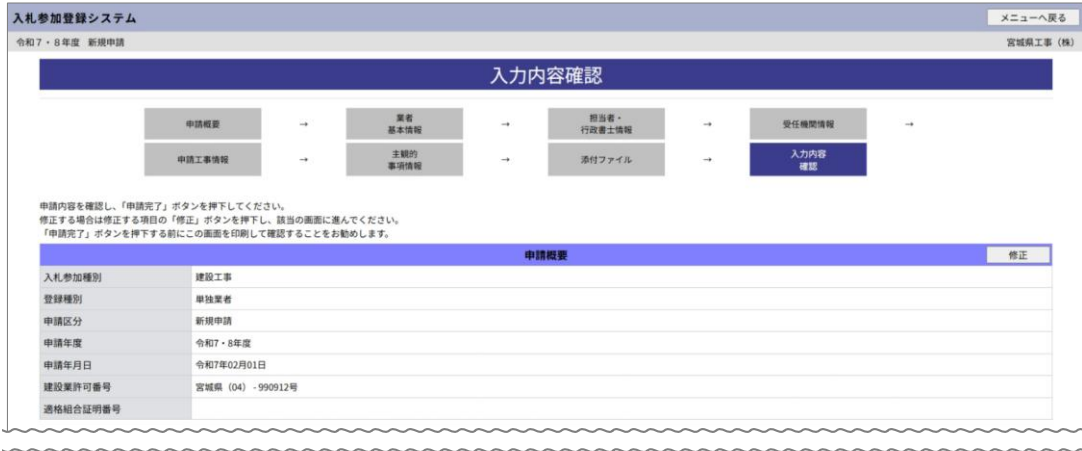 入札参加登録システム
メニューへ戻る
令和7・8年度 新規申請
宮城県工事（株）
入力内容確認
申請概要
→
業者
基本情報
→
担当者・
行政書士情報
→
受任機関情報
→
申請工事情報
→
主観的
事項情報
→
添付ファイル
→
入力内容
確認
申請内容を確認し、「申請完了」ボタンを押下してください。
修正する場合は修正する項目の「修正」ボタンを押下し、該当の画面に進んでください。
「申請完了」ボタンを押下する前にこの画面を印刷して確認することをお勧めします。
申請概要
修正
入札参加種別 建設工事
登録種別 単独業者
申請区分 新規申請
申請年度 令和7・8年度
申請年月日 令和7年02月01日
建設業許可番号 宮城県（04）-990912号
適格組合証明番号